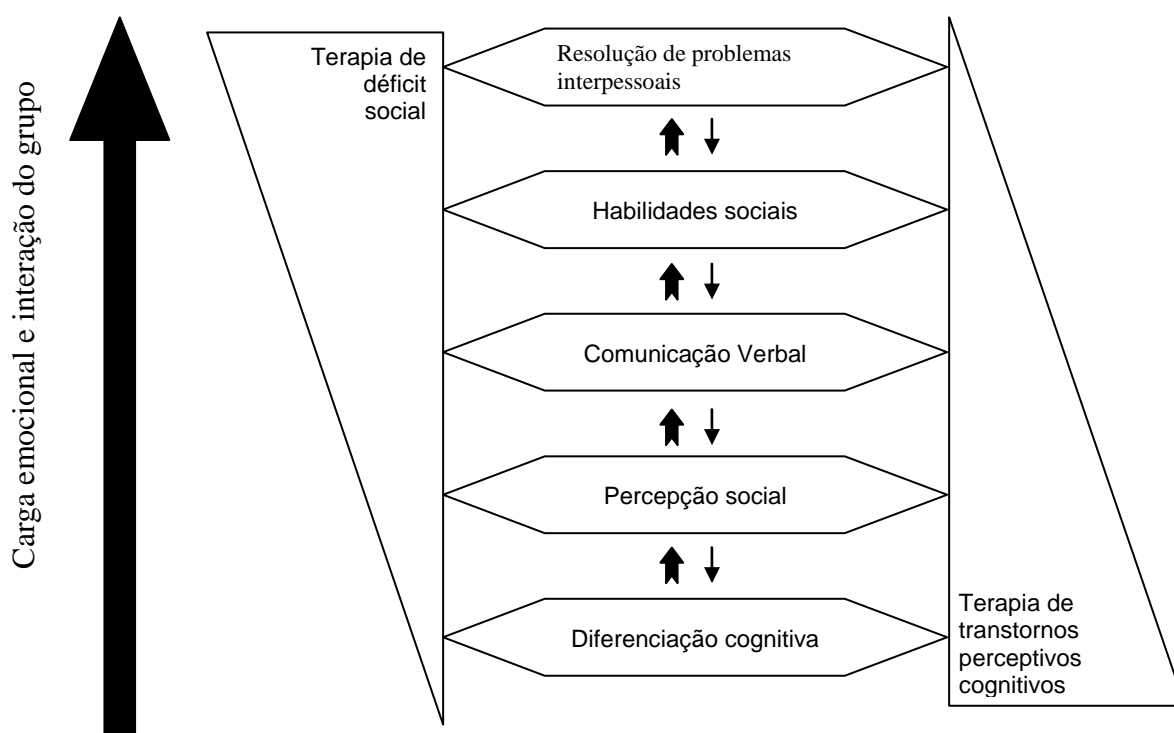 Carga emocional e interação do grupo
Terapia de
déficit
social
Resolução de problemas
interpessoais
Habilidades sociais
Comunicação Verbal
Percepção social
Diferenciação cognitiva
Terapia de
transtornos
perceptivos
cognitivos